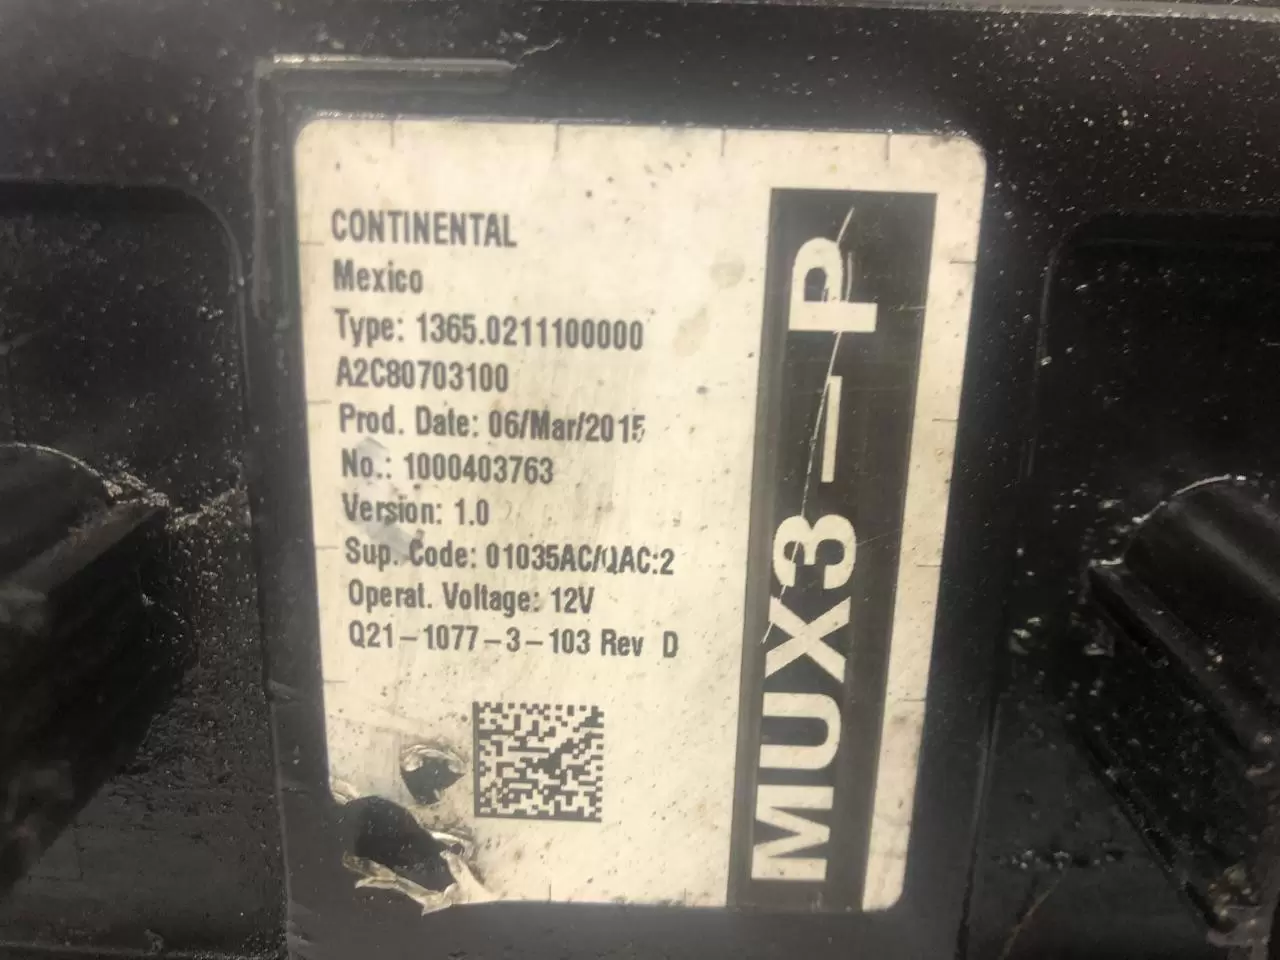 CONTINENTAL
Mexico
Type: 1365.0211100000
A2C80703100
Prod. Date: 06/Mar/2015
No.: 1000403763
Version: 1.0
Sup. Code: 01035AC/QAC:2
Operat. Voltage: 12V
Q21-1077-3-103 Rev D
MUX3-P